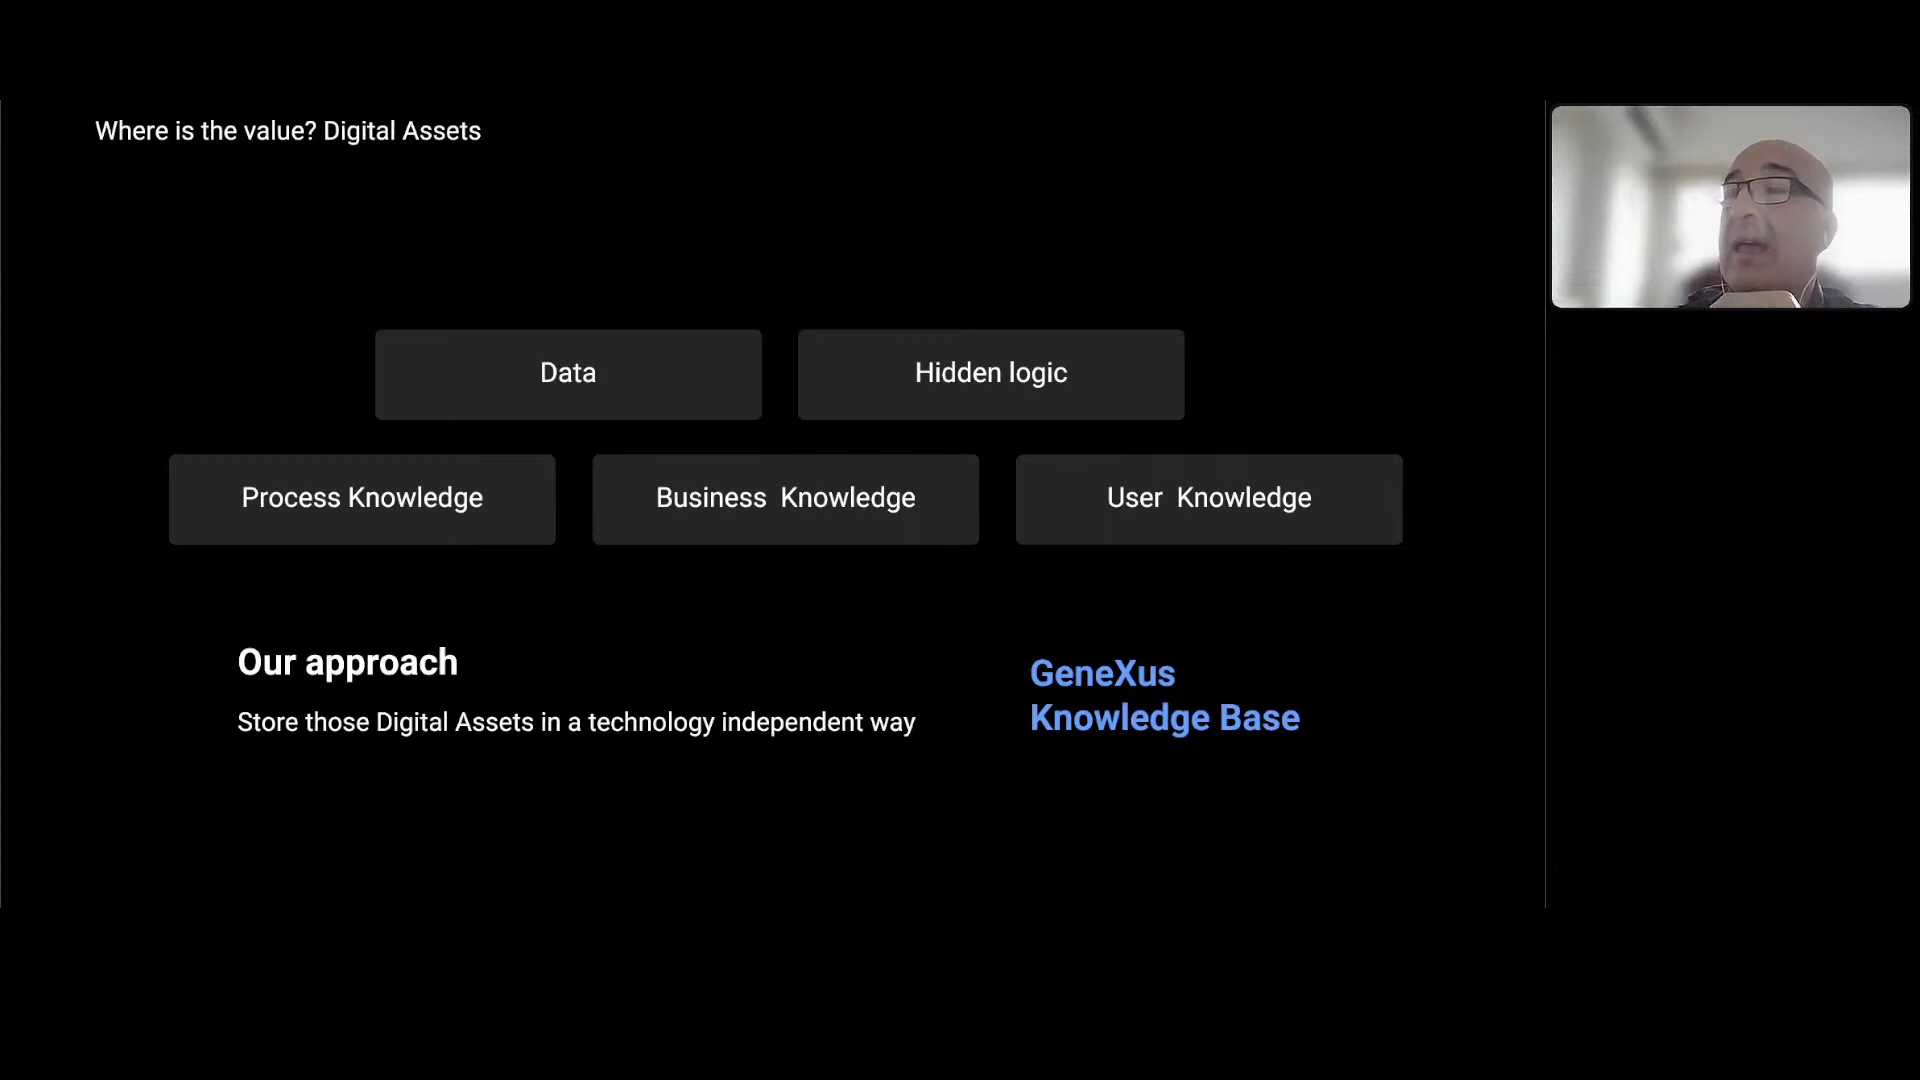 Where is the value? Digital Assets
Data
Hidden logic
Process Knowledge
Business Knowledge
User Knowledge
Our approach
Store those Digital Assets in a technology independent way
GeneXus
Knowledge Base